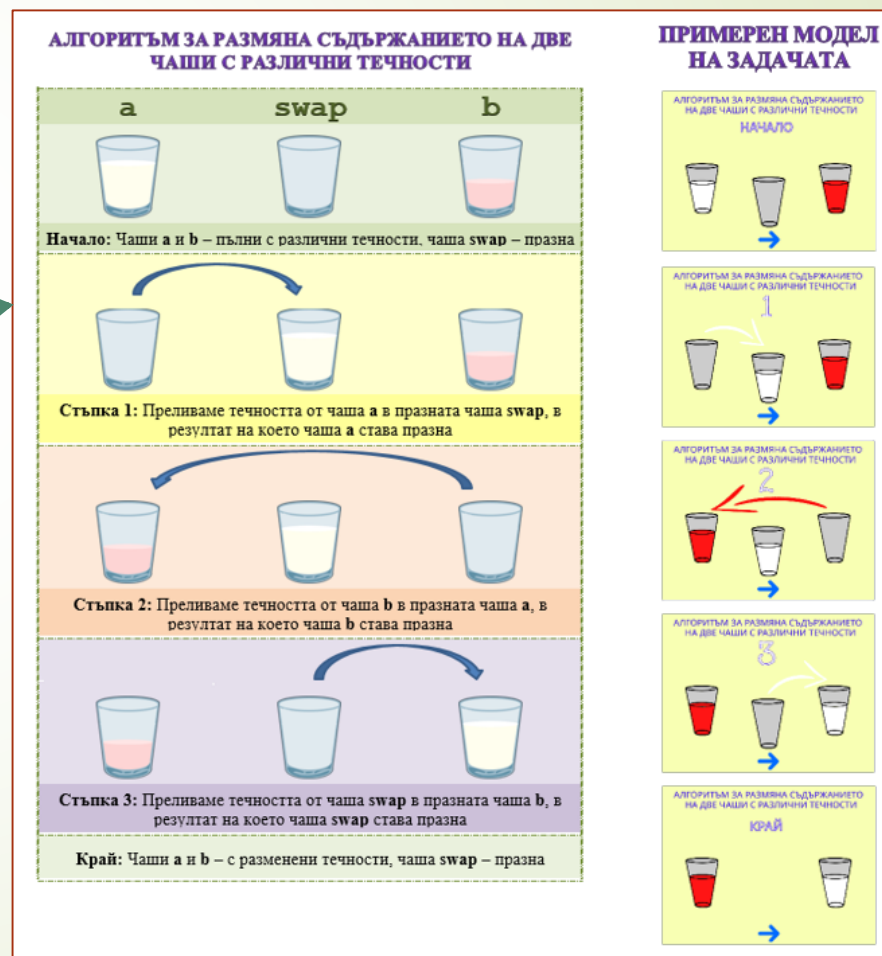 АЛГОРИТЪМ ЗА РАЗМЯНА СЪДЪРЖАНИЕТО НА ДВЕ
ЧАШИ С РАЗЛИЧНИ ТЕЧНОСТИ
a swap b
Начало: Чаши a и b – пълни с различни течности, чаша swap – празна
Стъпка 1: Преливаме течността от чаша a в празната чаша swap, в
резултат на което чаша a става празна
Стъпка 2: Преливаме течността от чаша b в празната чаша a, в
резултат на което чаша b става празна
Стъпка 3: Преливаме течността от чаша swap в празната чаша b, в
резултат на което чаша swap става празна
Край: Чаши a и b – с разменени течности, чаша swap – празна
ПРИМЕРЕН МОДЕЛ
НА ЗАДАЧАТА
АЛГОРИТЪМ ЗА РАЗМЯНА СЪДЪРЖАНИЕТО
НА ДВЕ ЧАШИ С РАЗЛИЧНИ ТЕЧНОСТИ
НАЧАЛО
АЛГОРИТЪМ ЗА РАЗМЯНА СЪДЪРЖАНИЕТО
НА ДВЕ ЧАШИ С РАЗЛИЧНИ ТЕЧНОСТИ
1
АЛГОРИТЪМ ЗА РАЗМЯНА СЪДЪРЖАНИЕТО
НА ДВЕ ЧАШИ С РАЗЛИЧНИ ТЕЧНОСТИ
2
АЛГОРИТЪМ ЗА РАЗМЯНА СЪДЪРЖАНИЕТО
НА ДВЕ ЧАШИ С РАЗЛИЧНИ ТЕЧНОСТИ
3
АЛГОРИТЪМ ЗА РАЗМЯНА СЪДЪРЖАНИЕТО
НА ДВЕ ЧАШИ С РАЗЛИЧНИ ТЕЧНОСТИ
КРАЙ